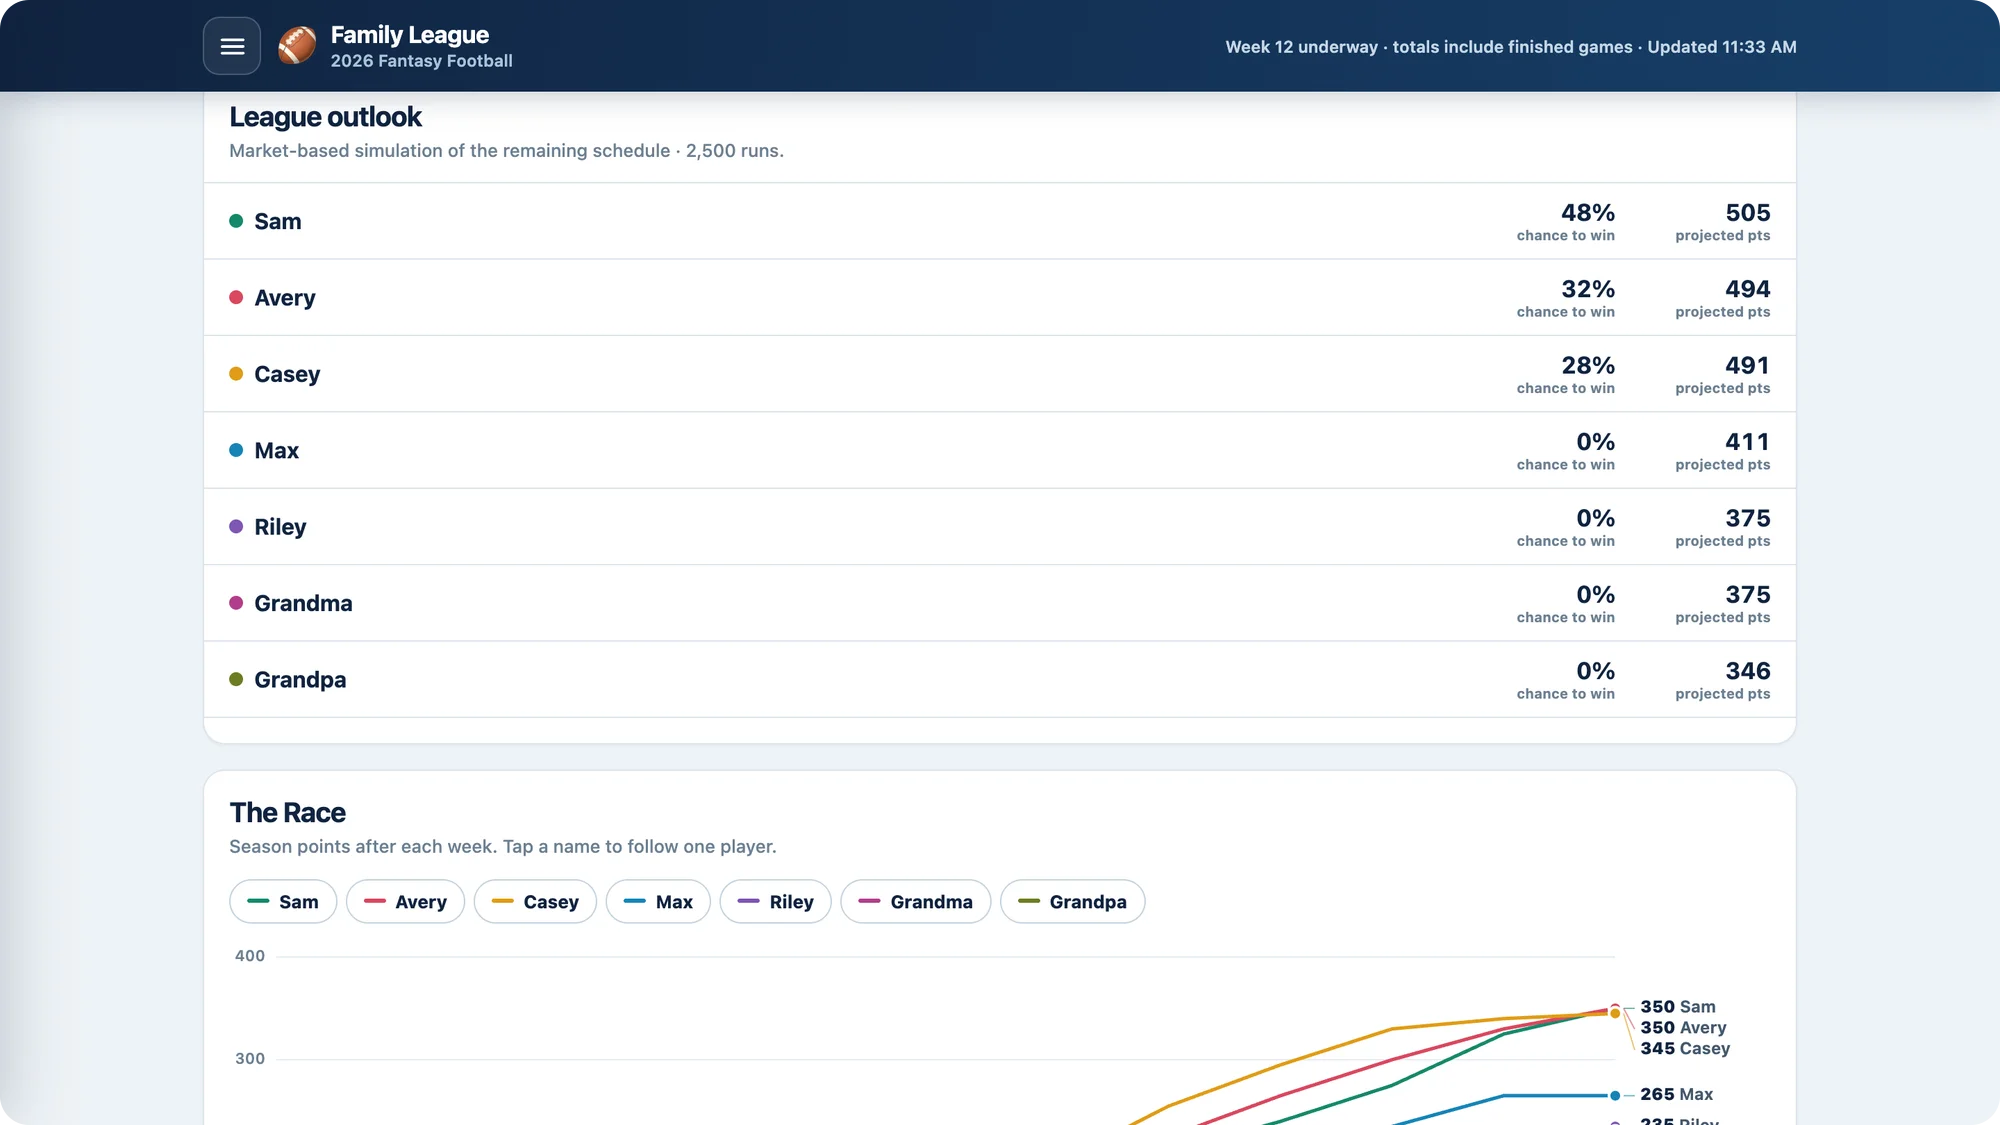 Family League
2026 Fantasy Football
Week 12 underway · totals include finished games · Updated 11:33 AM
League outlook
Market-based simulation of the remaining schedule · 2,500 runs.
Sam
48%
chance to win
505
projected pts
Avery
32%
chance to win
494
projected pts
Casey
28%
chance to win
491
projected pts
Max
0%
chance to win
411
projected pts
Riley
0%
chance to win
375
projected pts
Grandma
0%
chance to win
375
projected pts
Grandpa
0%
chance to win
346
projected pts
The Race
Season points after each week. Tap a name to follow one player.
Sam
Avery
Casey
Max
Riley
Grandma
Grandpa
400
300
350 Sam
350 Avery
345 Casey
265 Max
235 Riley